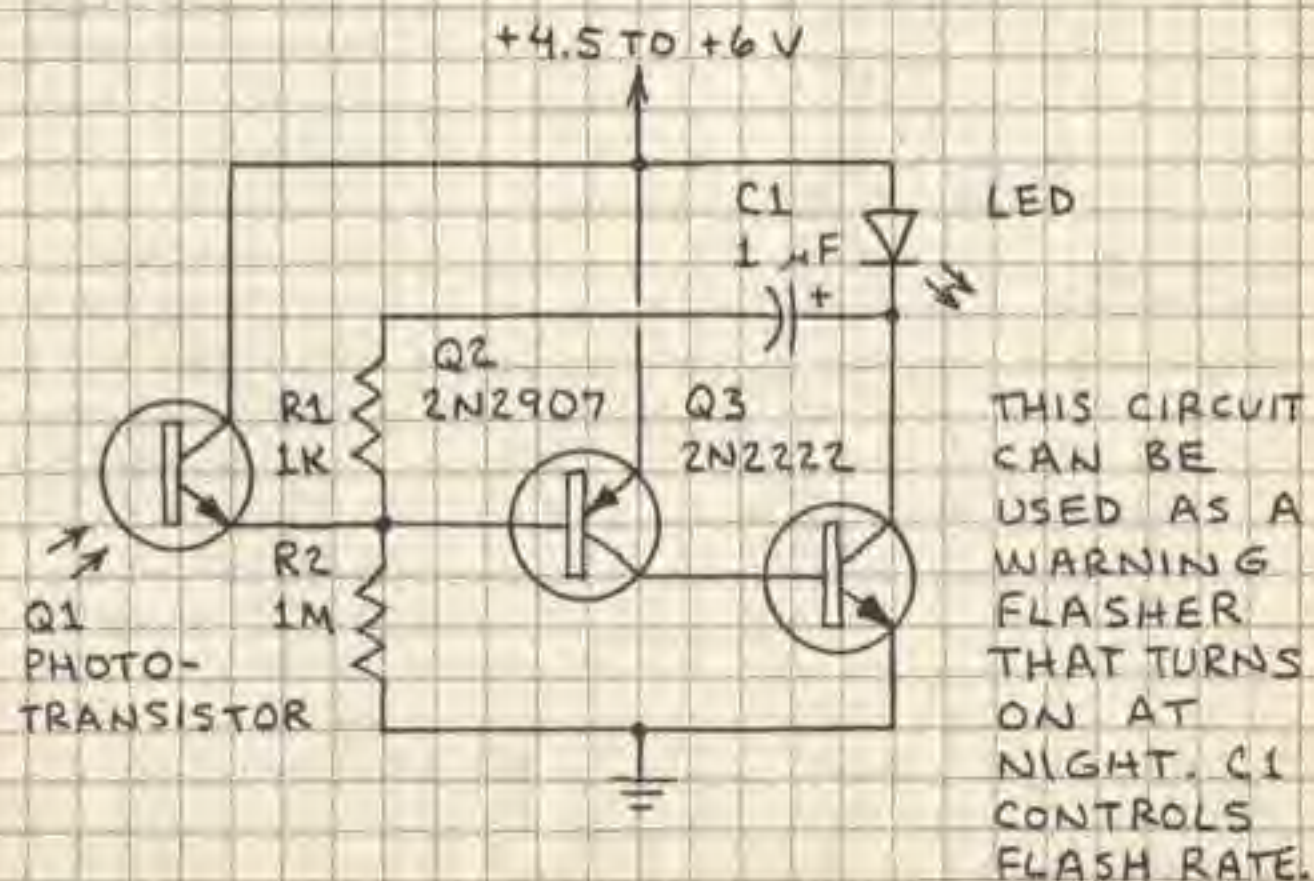 +4.5 TO +6 V
C1
1 µF
+
LED
Q2
2N2907
R1
1K
Q3
2N2222
R2
1M
Q1
PHOTO-
TRANSISTOR
THIS CIRCUIT
CAN BE
USED AS A
WARNING
FLASHER
THAT TURNS
ON AT
NIGHT. C1
CONTROLS
FLASH RATE.